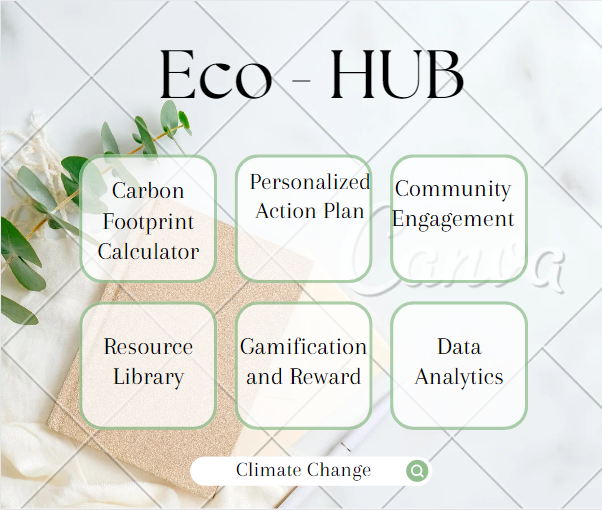 Eco - HUB
Carbon
Footprint
Calculator
Personalized
Action Plan
Community
Engagement
Resource
Library
Gamification
and Reward
Data
Analytics
Climate Change
Canva